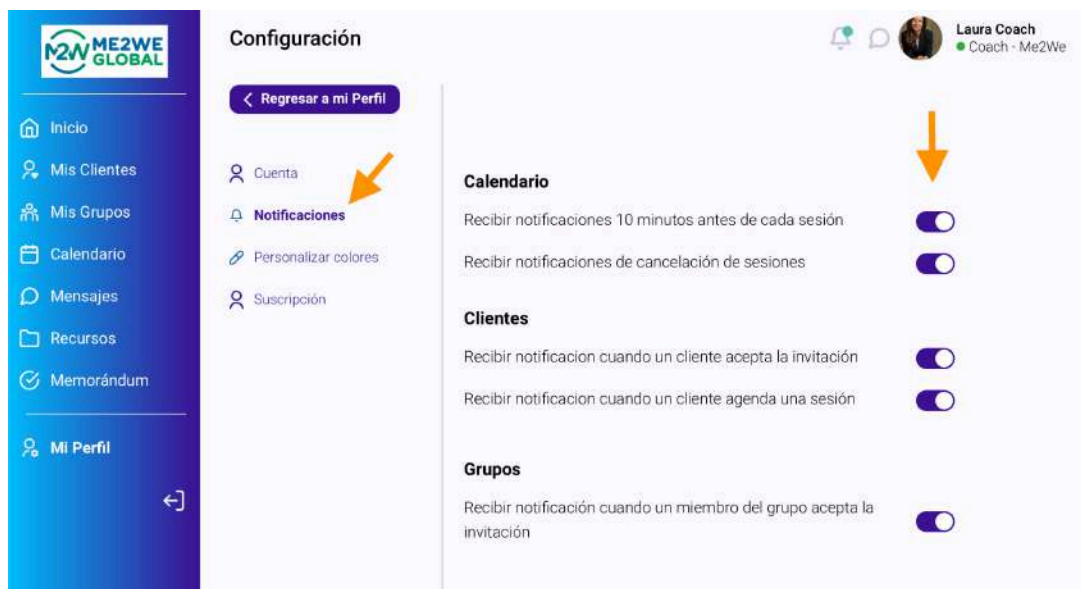 M2W ME2WE
GLOBAL
Inicio
Mis Clientes
Mis Grupos
Calendario
Mensajes
Recursos
Memorándum
Mi Perfil
Configuración
Laura Coach
Coach - Me2We
Regresar a mi Perfil
Cuenta
Notificaciones
Personalizar colores
Suscripción
Calendario
Recibir notificaciones 10 minutos antes de cada sesión
Recibir notificaciones de cancelación de sesiones
Clientes
Recibir notificacion cuando un cliente acepta la invitación
Recibir notificacion cuando un cliente agenda una sesión
Grupos
Recibir notificación cuando un miembro del grupo acepta la
invitación